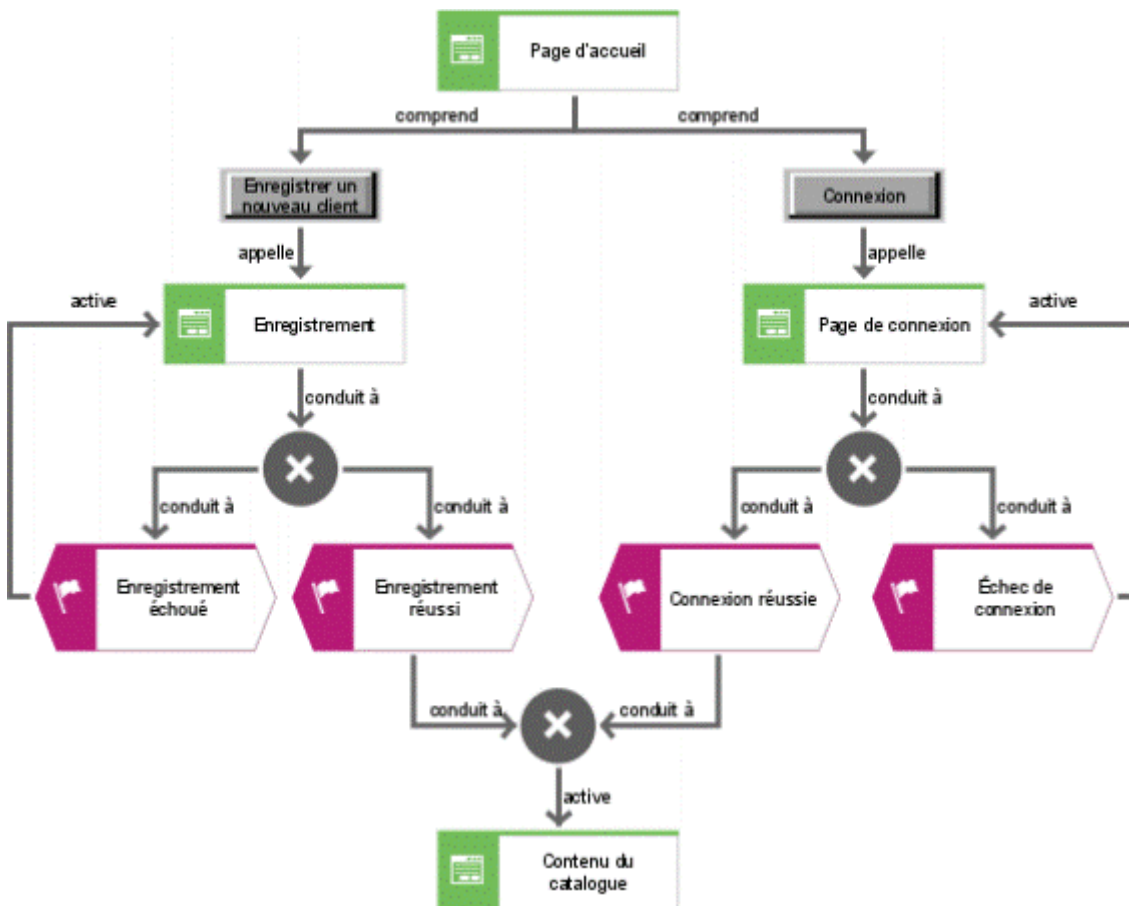 Page d'accueil
comprend
comprend
Enregistrer un
nouveau client
Connexion
appelle
appelle
active
Enregistrement
Page de connexion
active
conduit à
conduit à
conduit à
conduit à
conduit à
conduit à
Enregistrement
échoué
Enregistrement
réussi
Connexion réussie
Échec de
connexion
conduit à
conduit à
active
Contenu du
catalogue